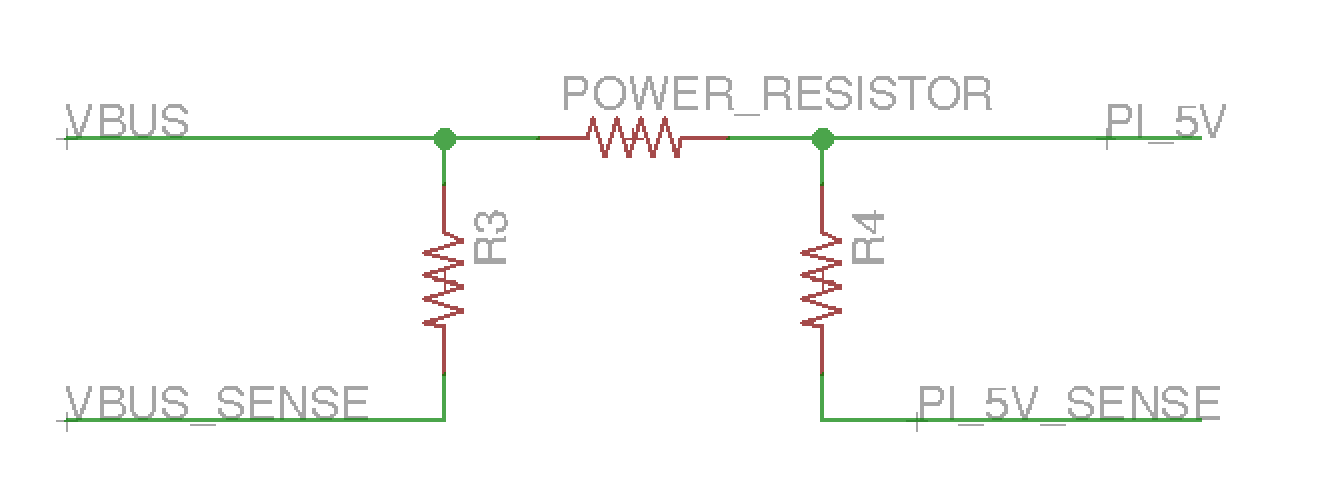 POWER_RESISTOR
VBUS
PI_5V
R3
R4
VBUS_SENSE
PI_5V_SENSE